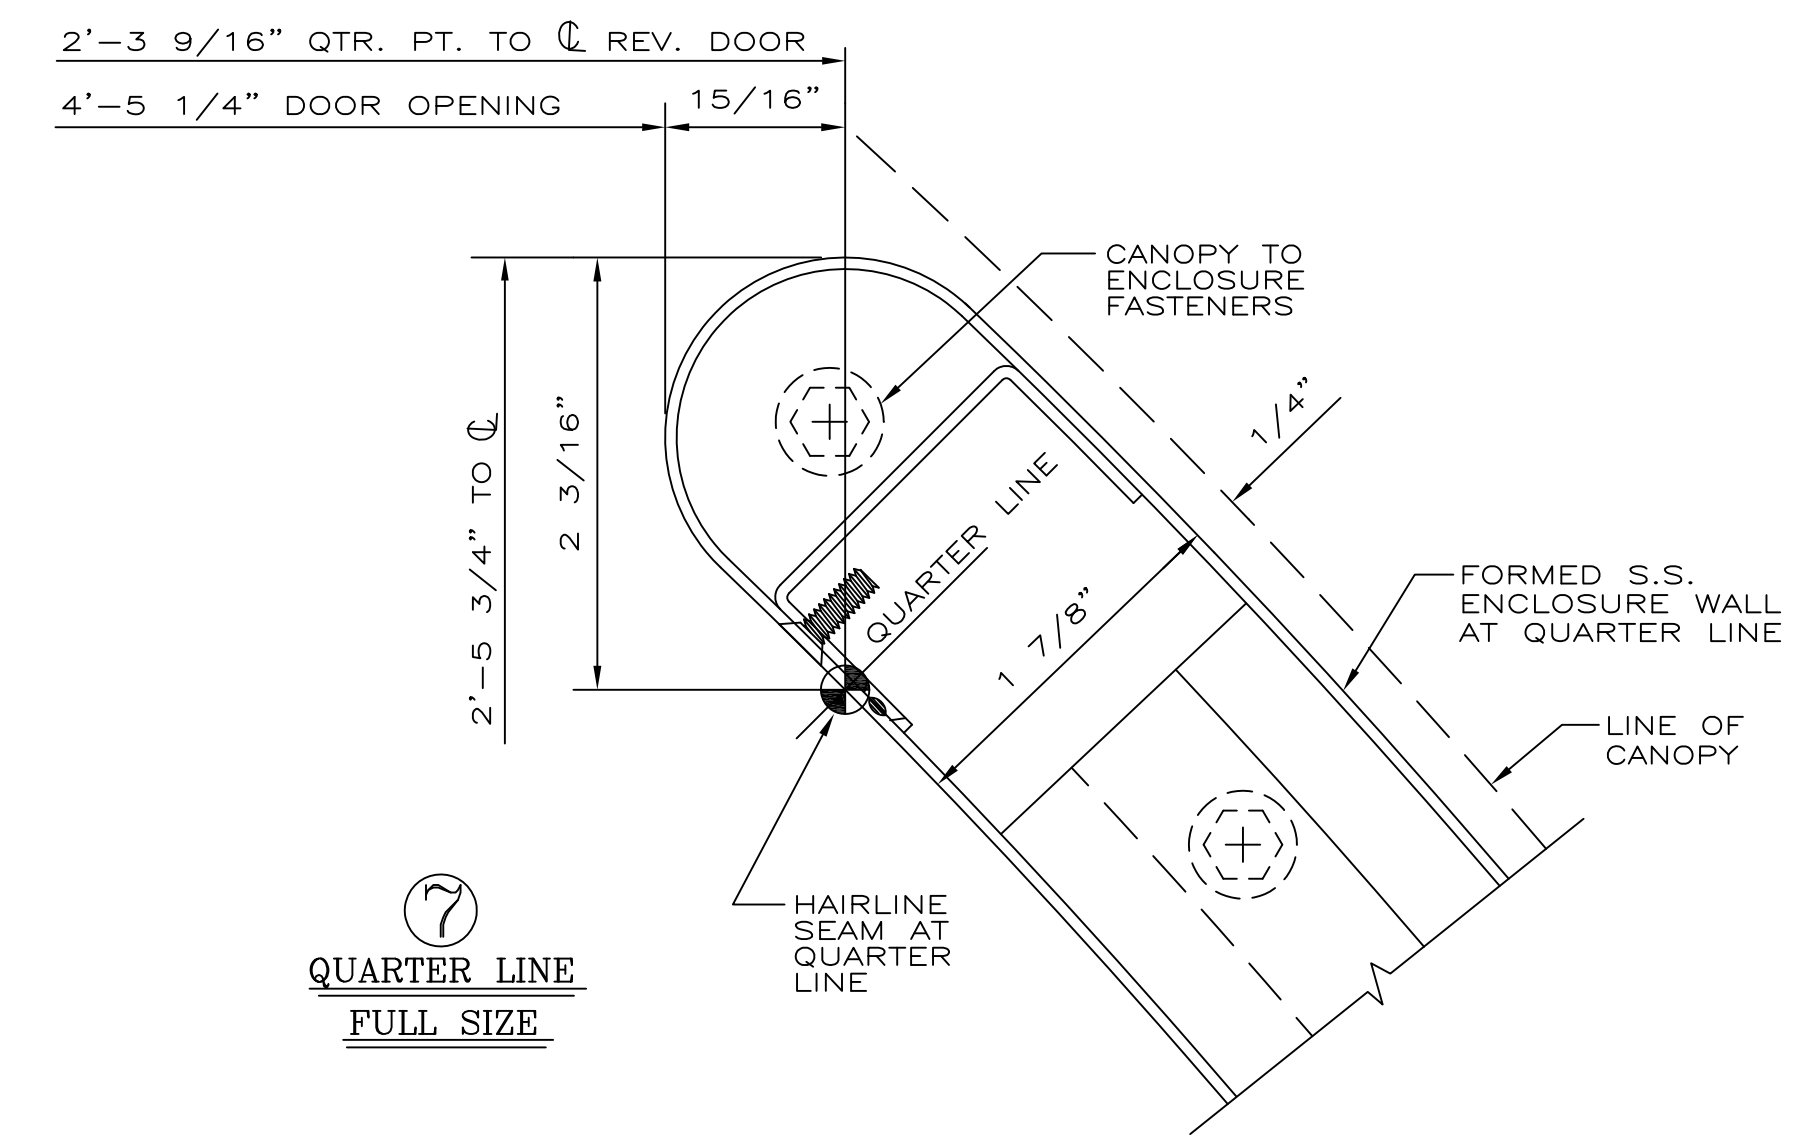 2'-3 9/16" QTR. PT. TO ℄ REV. DOOR
4'-5 1/4" DOOR OPENING
15/16"
CANOPY TO
ENCLOSURE
FASTENERS
2'-5 3/4" TO ℄
2 3/16"
1/4"
QUARTER LINE
1 7/8"
FORMED S.S.
ENCLOSURE WALL
AT QUARTER LINE
LINE OF
CANOPY
HAIRLINE
SEAM AT
QUARTER
LINE
7
QUARTER LINE
FULL SIZE